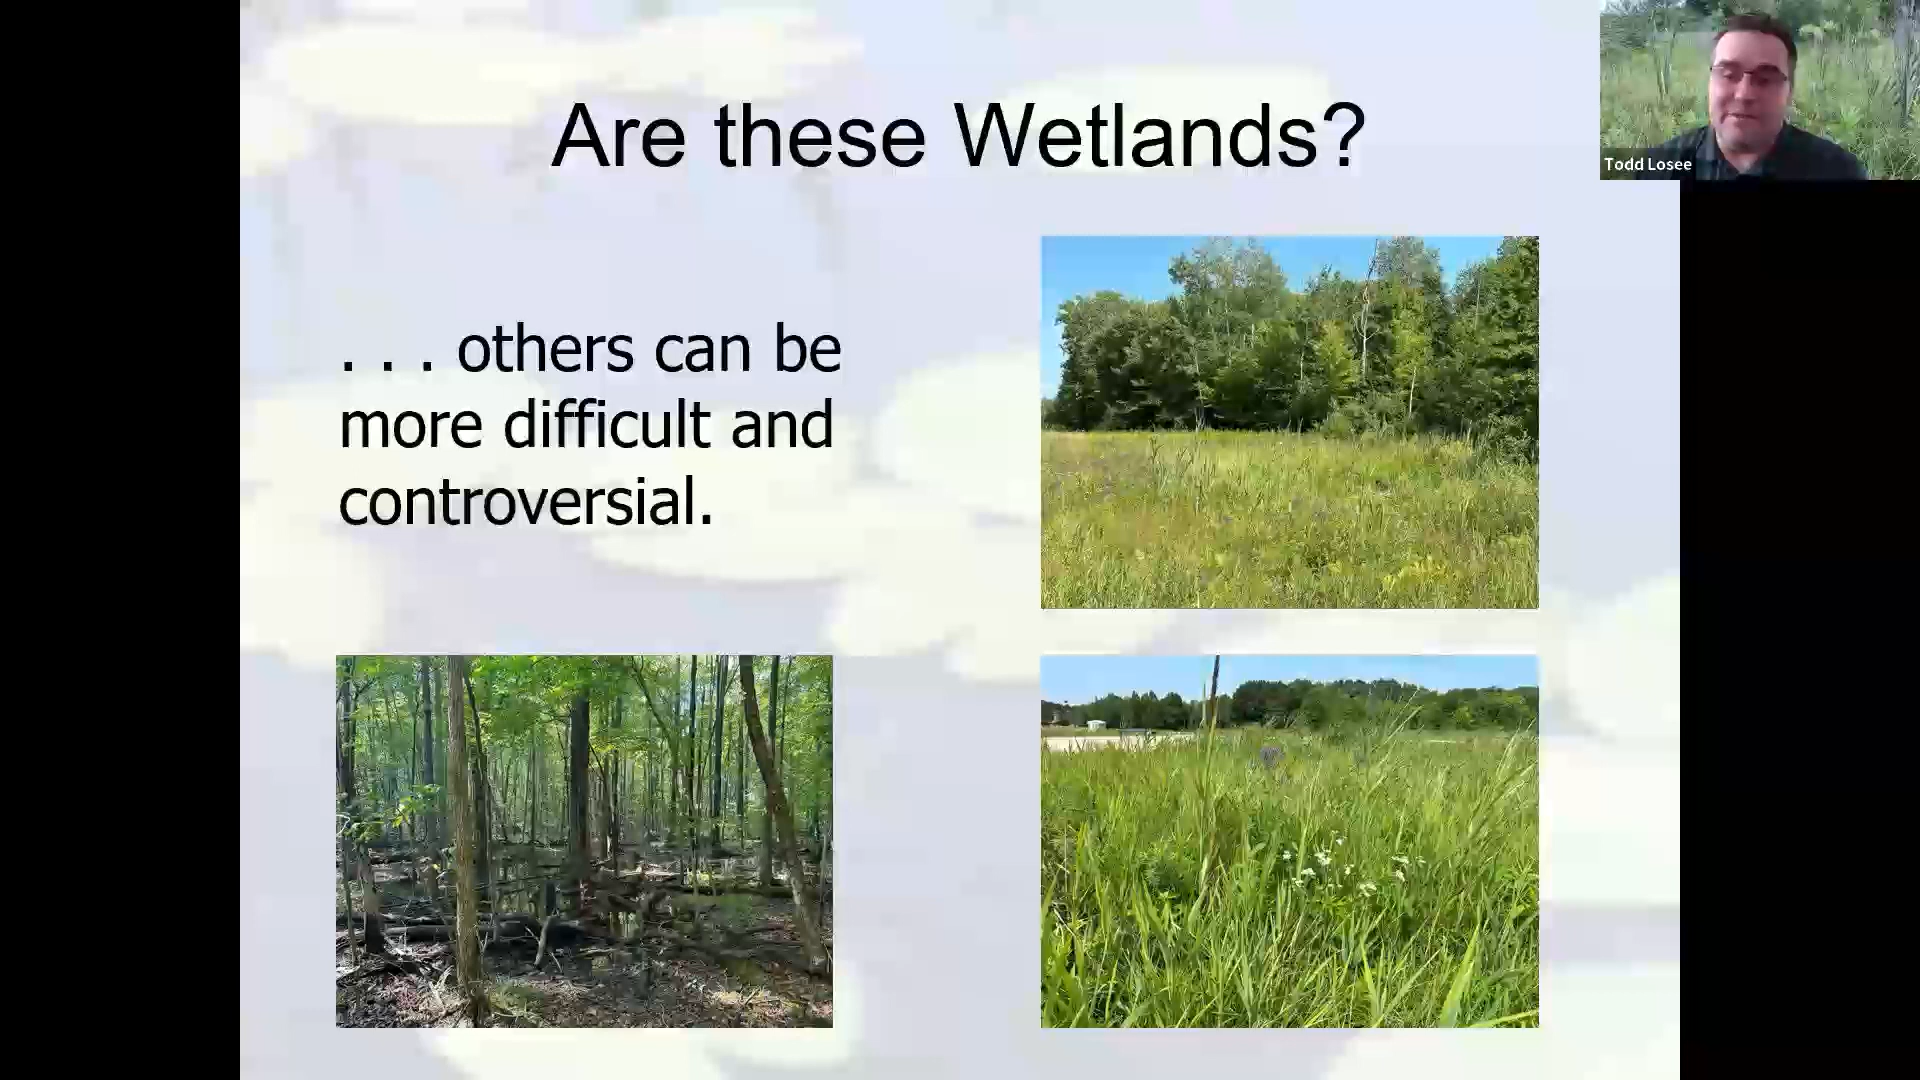 Are these Wetlands?
Todd Losee
. . . others can be
more difficult and
controversial.